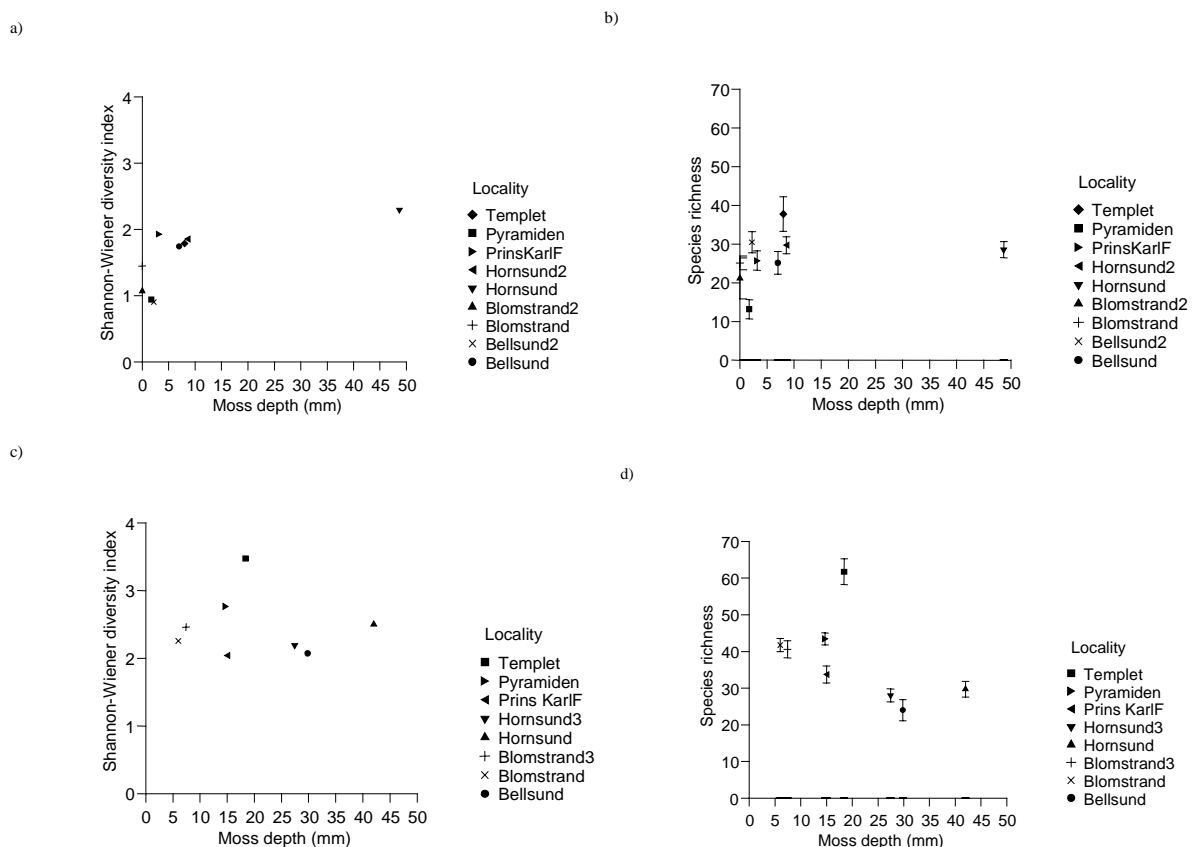 a)
Shannon-Wiener diversity index
4
3
2
1
0
0 5 10 15 20 25 30 35 40 45 50
Moss depth (mm)
Locality
Templet
Pyramiden
PrinsKarlF
Hornsund2
Hornsund
Blomstrand2
Blomstrand
Bellsund2
Bellsund
b)
Species richness
70
60
50
40
30
20
10
0
0 5 10 15 20 25 30 35 40 45 50
Moss depth (mm)
Locality
Templet
Pyramiden
PrinsKarlF
Hornsund2
Hornsund
Blomstrand2
Blomstrand
Bellsund2
Bellsund
c)
Shannon-Wiener diversity index
4
3
2
1
0
0 5 10 15 20 25 30 35 40 45 50
Moss depth (mm)
Locality
Templet
Pyramiden
Prins KarlF
Hornsund3
Hornsund
Blomstrand3
Blomstrand
Bellsund
d)
Species richness
70
60
50
40
30
20
10
0
0 5 10 15 20 25 30 35 40 45 50
Moss depth (mm)
Locality
Templet
Pyramiden
Prins KarlF
Hornsund3
Hornsund
Blomstrand3
Blomstrand
Bellsund